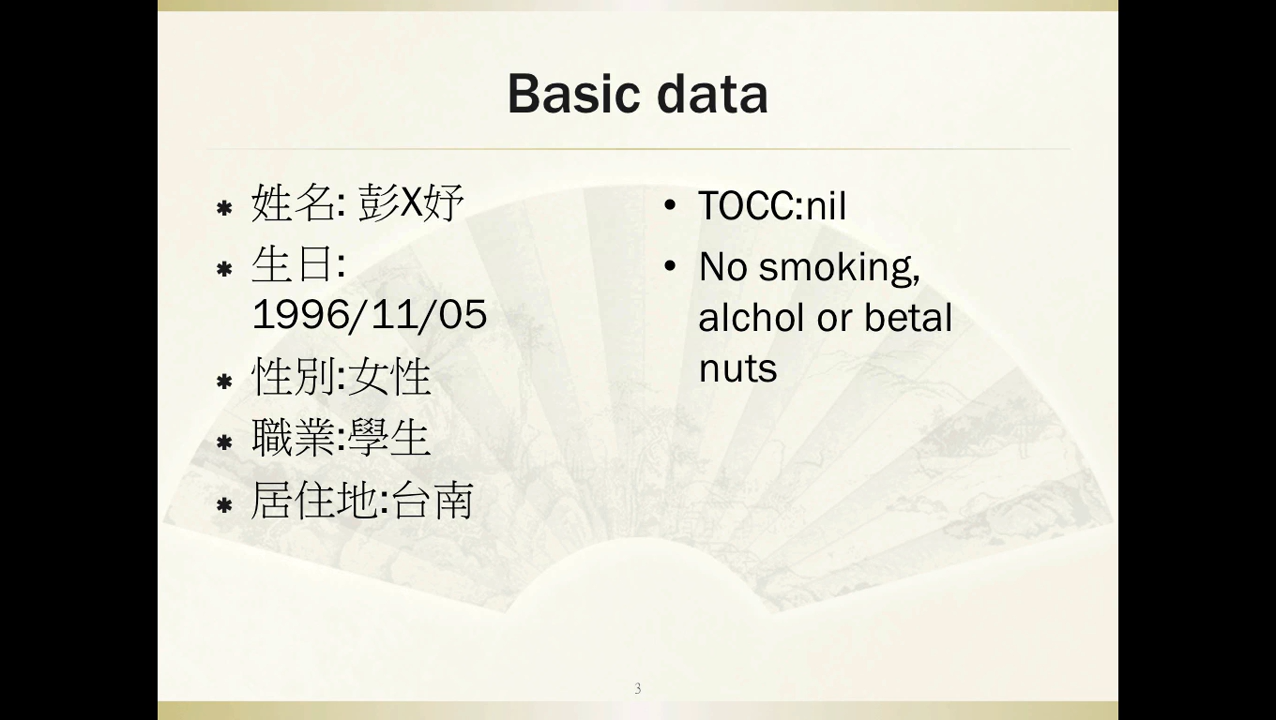 Basic data
姓名: 彭X妤
生日:
1996/11/05
性別:女性
職業:學生
居住地:台南
TOCC:nil
No smoking,
alchol or betal
nuts
3